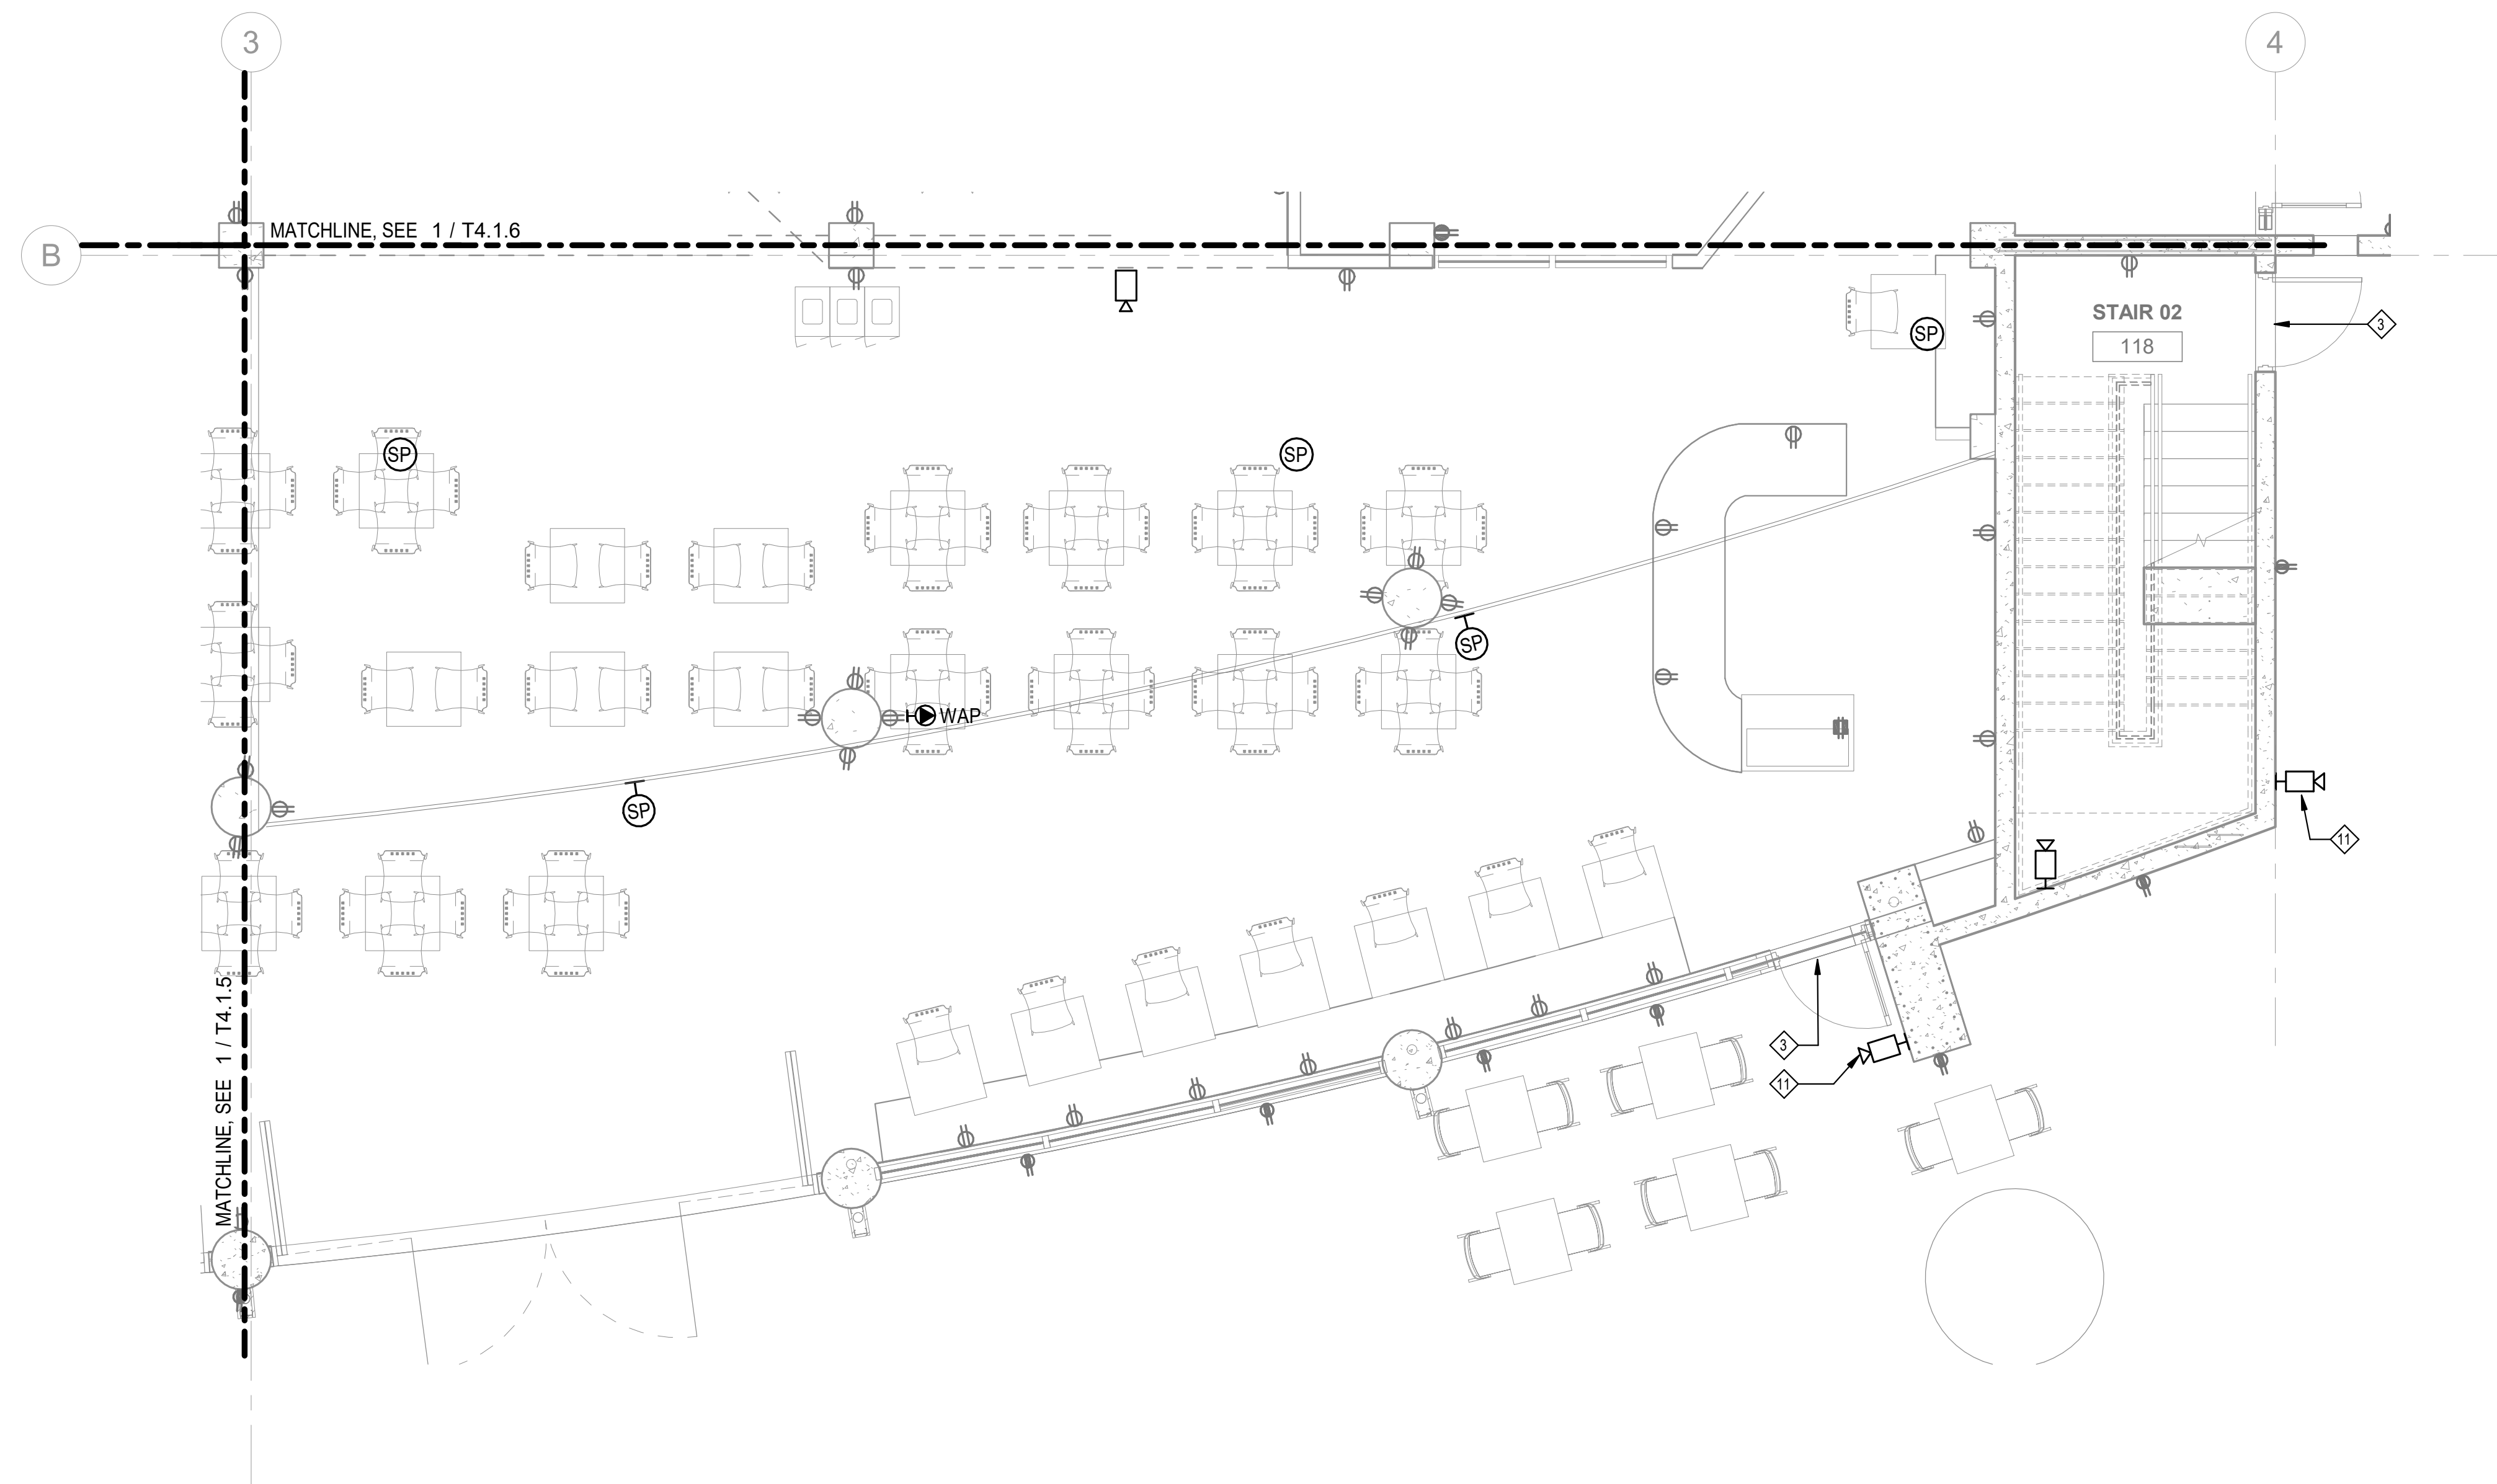 3
4
B
MATCHLINE, SEE 1 / T4.1.6
STAIR 02
118
3
SP
SP
SP
SP
WAP
SP
11
3
11
MATCHLINE, SEE 1 / T4.1.5